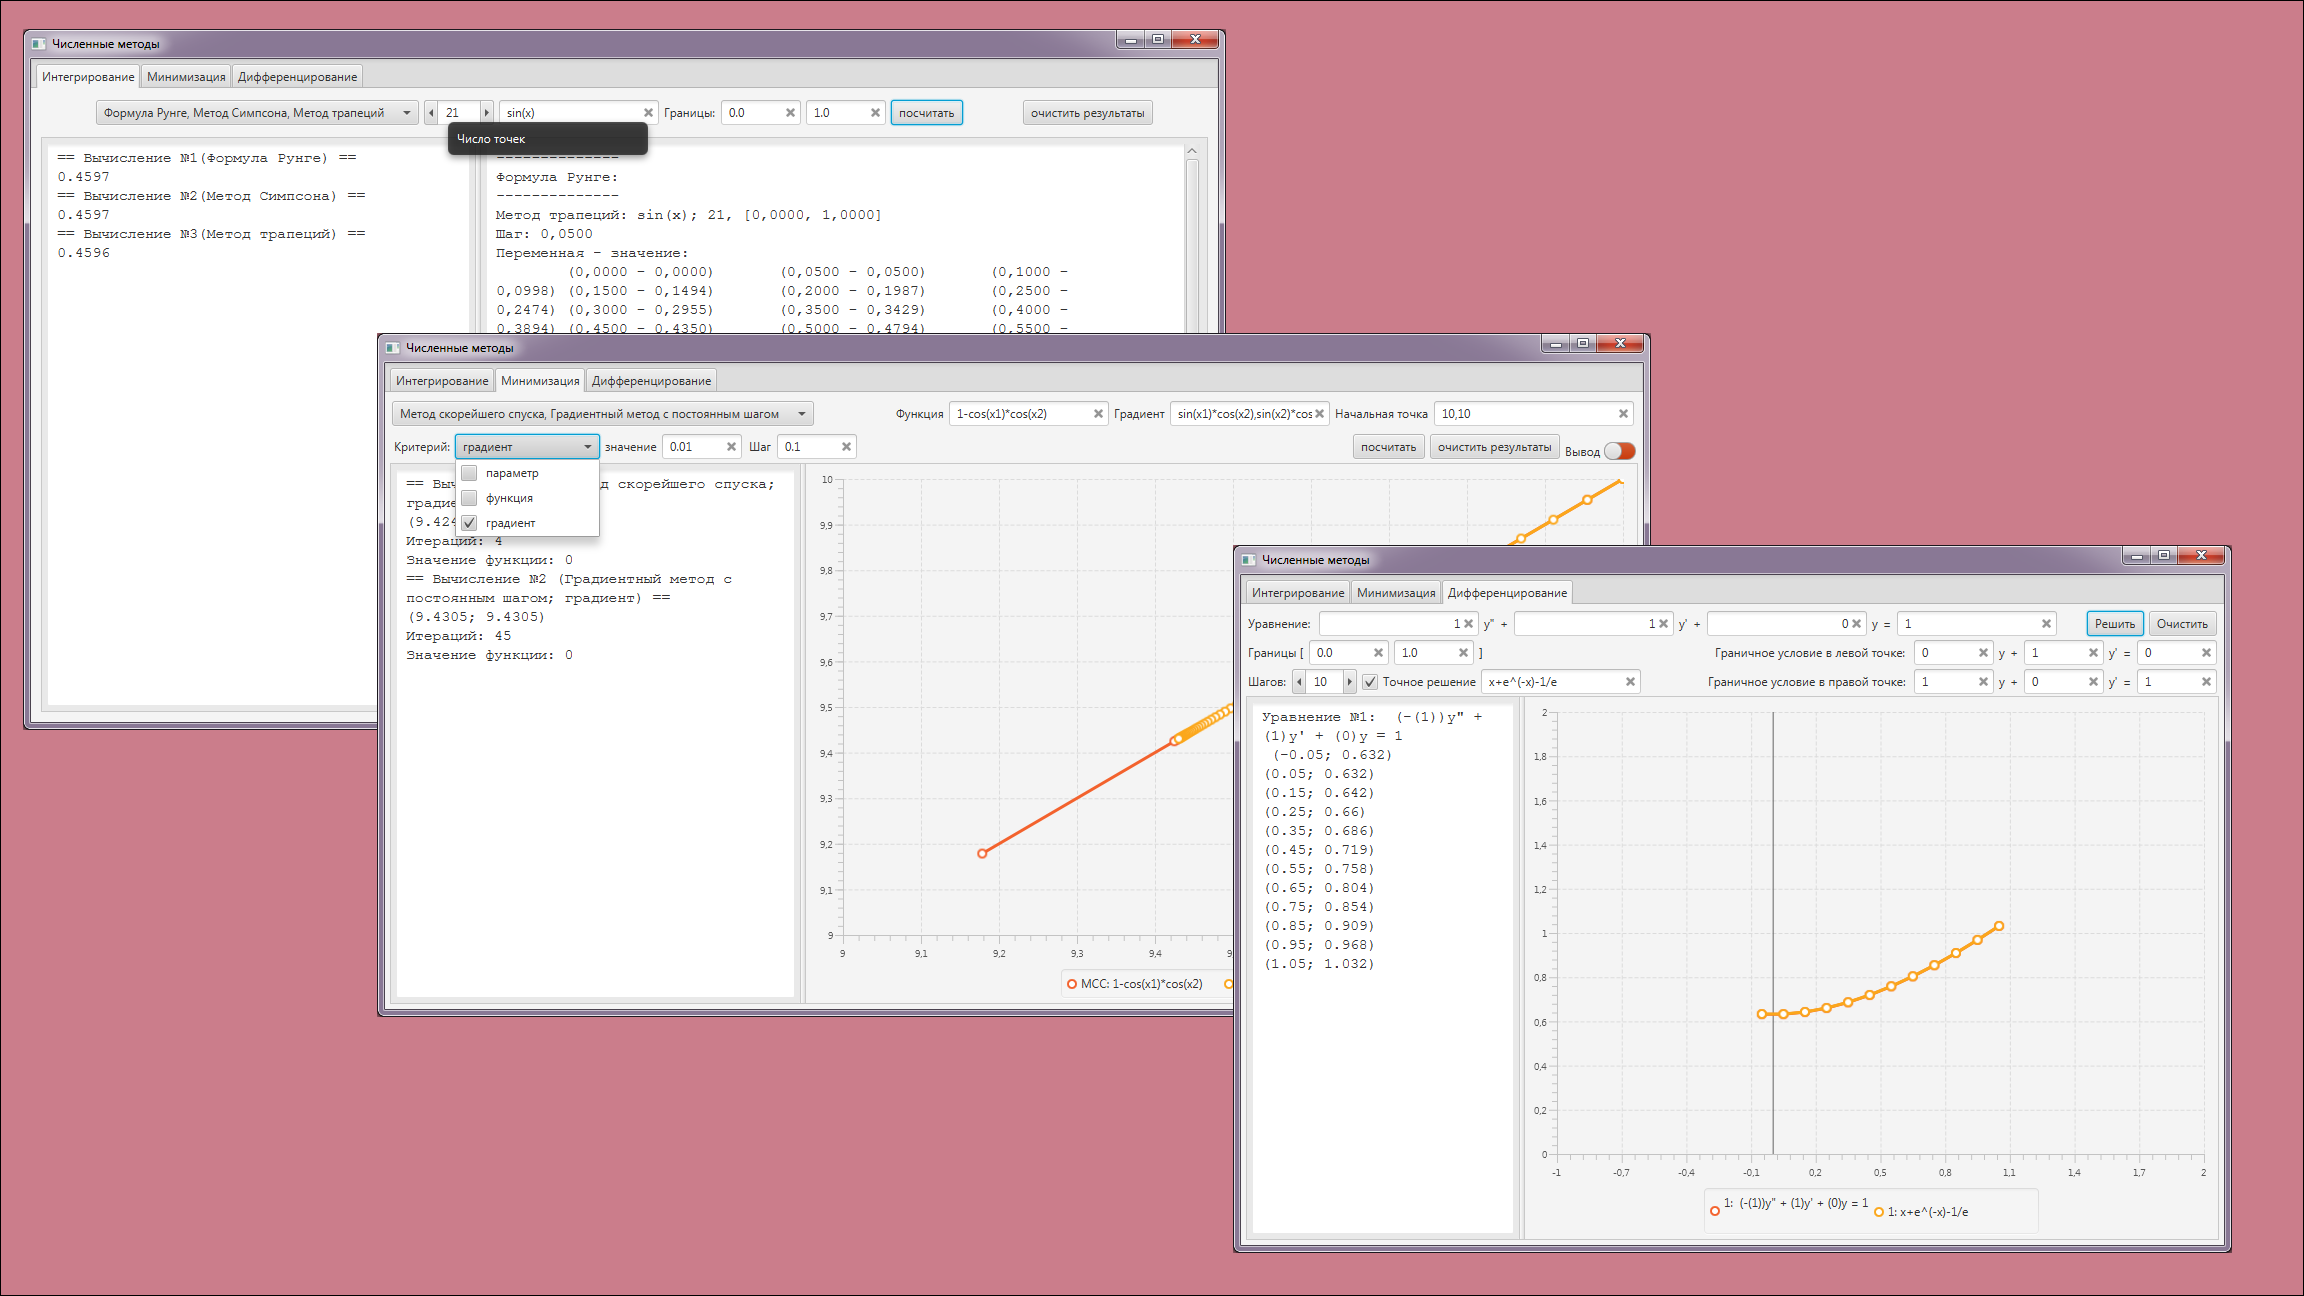 Численные методы
Интегрирование Минимизация Дифференцирование
Формула Рунге, Метод Симпсона, Метод трапеций 21 sin(x) Границы: 0.0 1.0 посчитать очистить результаты
Число точек
== Вычисление №1(Формула Рунге) ==
0.4597
== Вычисление №2(Метод Симпсона) ==
0.4597
== Вычисление №3(Метод трапеций) ==
0.4596
--------------
Формула Рунге:
--------------
Метод трапеций: sin(x); 21, [0,0000, 1,0000]
Шаг: 0,0500
Переменная - значение:
(0,0000 - 0,0000) (0,0500 - 0,0500) (0,1000 -
0,0998) (0,1500 - 0,1494) (0,2000 - 0,1987) (0,2500 -
0,2474) (0,3000 - 0,2955) (0,3500 - 0,3429) (0,4000 -
0,3894) (0,4500 - 0,4350) (0,5000 - 0,4794) (0,5500 -
Численные методы
Интегрирование Минимизация Дифференцирование
Метод скорейшего спуска, Градиентный метод с постоянным шагом Функция 1-cos(x1)*cos(x2) Градиент sin(x1)*cos(x2),sin(x2)*cos Начальная точка 10,10
Критерий: градиент значение 0.01 Шаг 0.1 посчитать очистить результаты Вывод
параметр
функция
градиент
== Выч д скорейшего спуска;
градие
(9.424
Итераций: 4
Значение функции: 0
== Вычисление №2 (Градиентный метод с
постоянным шагом; градиент) ==
(9.4305; 9.4305)
Итераций: 45
Значение функции: 0
10
9,9
9,8
9,7
9,6
9,5
9,4
9,3
9,2
9,1
9
9 9,1 9,2 9,3 9,4
МСС: 1-cos(x1)*cos(x2)
Численные методы
Интегрирование Минимизация Дифференцирование
Уравнение: 1 y" + 1 y' + 0 y = 1 Решить Очистить
Границы [ 0.0 1.0 ] Граничное условие в левой точке: 0 y + 1 y' = 0
Шагов: 10 Точное решение x+e^(-x)-1/e Граничное условие в правой точке: 1 y + 0 y' = 1
Уравнение №1: (-(1))y" +
(1)y' + (0)y = 1
(-0.05; 0.632)
(0.05; 0.632)
(0.15; 0.642)
(0.25; 0.66)
(0.35; 0.686)
(0.45; 0.719)
(0.55; 0.758)
(0.65; 0.804)
(0.75; 0.854)
(0.85; 0.909)
(0.95; 0.968)
(1.05; 1.032)
2
1,8
1,6
1,4
1,2
1
0,8
0,6
0,4
0,2
0
-1 -0,7 -0,4 -0,1 0,2 0,5 0,8 1,1 1,4 1,7 2
1: (-(1))y" + (1)y' + (0)y = 1 1: x+e^(-x)-1/e